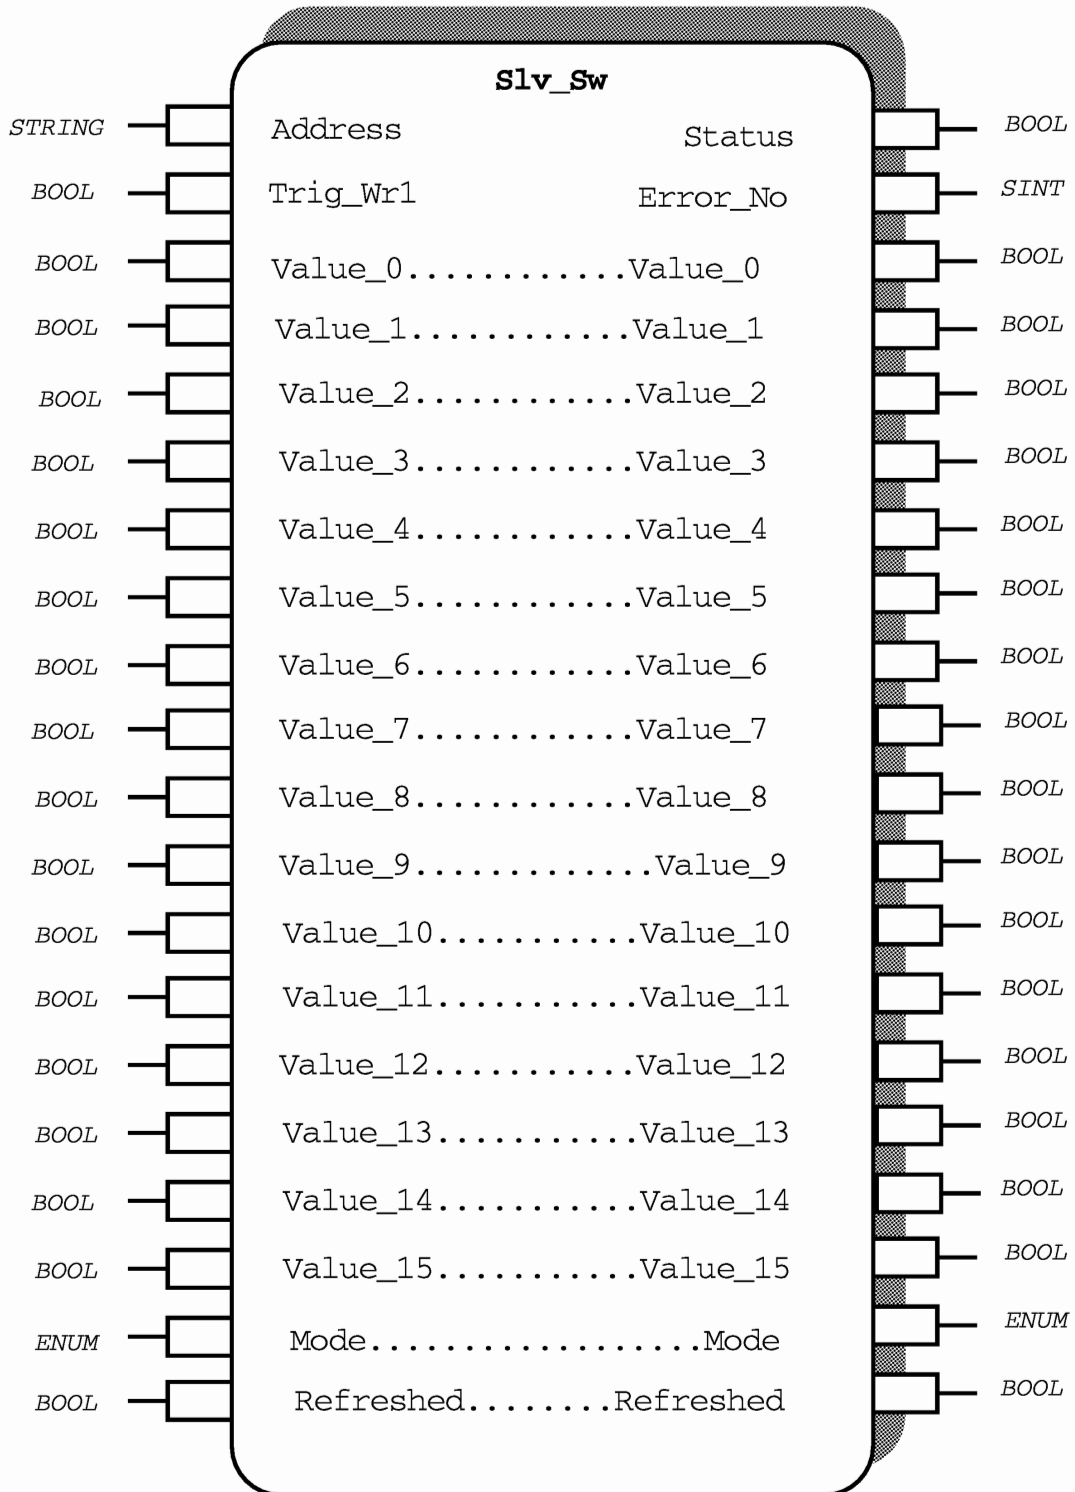 Slv_Sw
STRING Address Status BOOL
BOOL Trig_Wr1 Error_No SINT
BOOL Value_0............Value_0 BOOL
BOOL Value_1............Value_1 BOOL
BOOL Value_2............Value_2 BOOL
BOOL Value_3............Value_3 BOOL
BOOL Value_4............Value_4 BOOL
BOOL Value_5............Value_5 BOOL
BOOL Value_6............Value_6 BOOL
BOOL Value_7............Value_7 BOOL
BOOL Value_8............Value_8 BOOL
BOOL Value_9.............Value_9 BOOL
BOOL Value_10...........Value_10 BOOL
BOOL Value_11...........Value_11 BOOL
BOOL Value_12...........Value_12 BOOL
BOOL Value_13...........Value_13 BOOL
BOOL Value_14...........Value_14 BOOL
BOOL Value_15...........Value_15 BOOL
ENUM Mode..................Mode ENUM
BOOL Refreshed........Refreshed BOOL